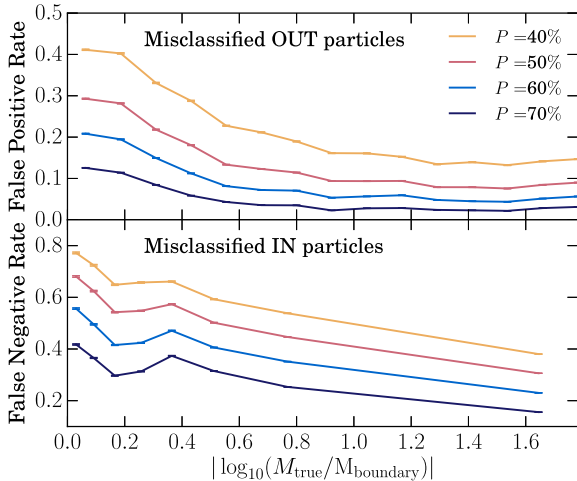 False Positive Rate
0.5
0.4
0.3
0.2
0.1
0.0
Misclassified OUT particles
P =40%
P =50%
P =60%
P =70%
False Negative Rate
0.8
0.6
0.4
0.2
Misclassified IN particles
0.0 0.2 0.4 0.6 0.8 1.0 1.2 1.4 1.6
| log10(Mtrue/Mboundary)|